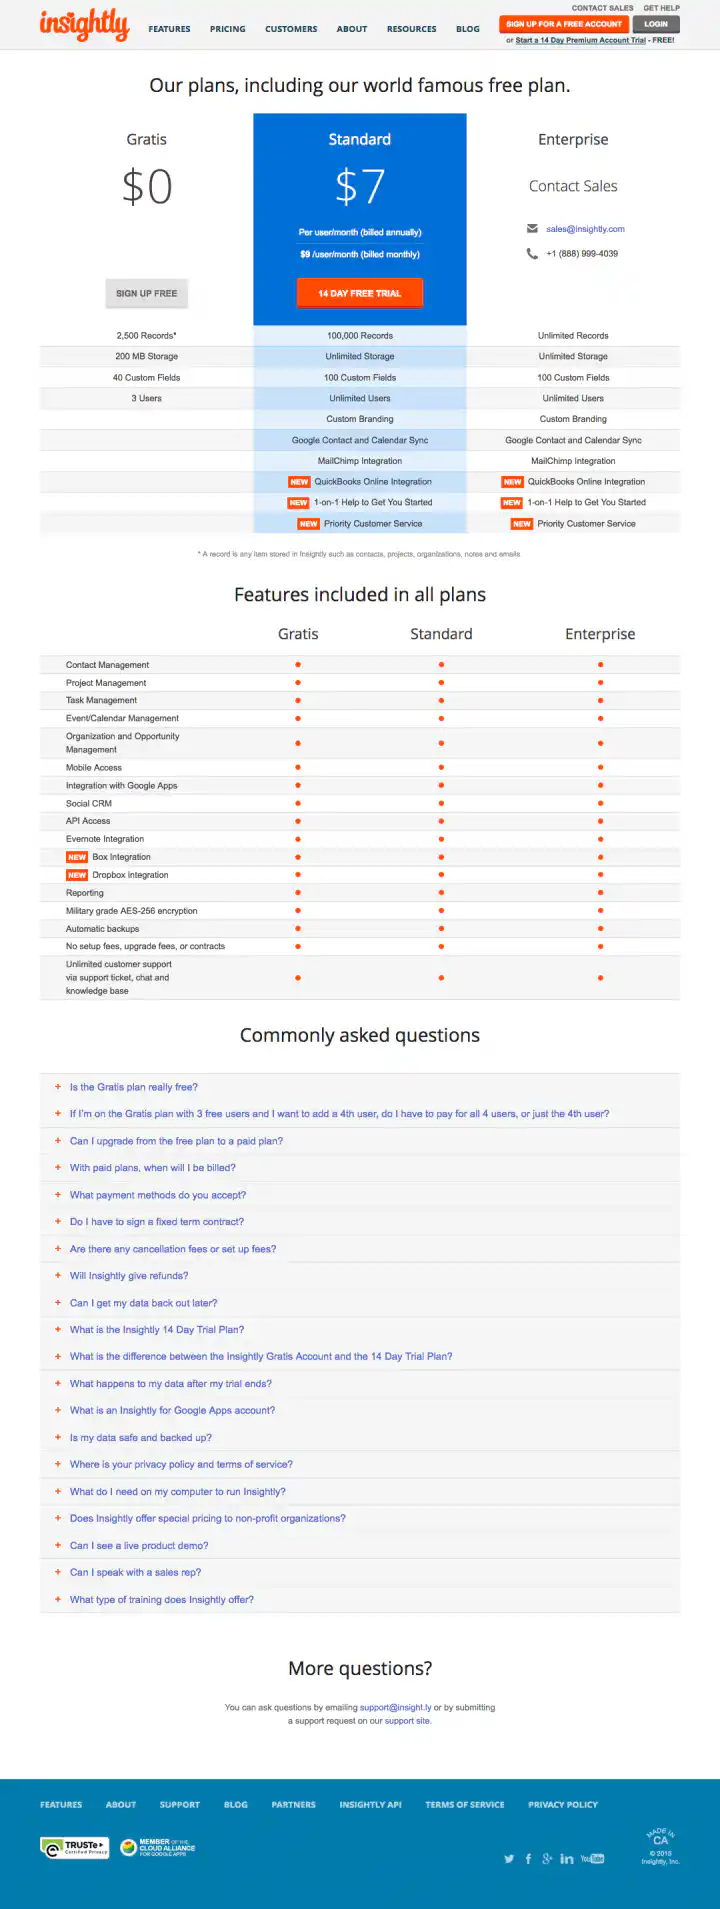 CONTACT SALES GET HELP
insightly FEATURES PRICING CUSTOMERS ABOUT RESOURCES BLOG SIGN UP FOR A FREE ACCOUNT LOGIN
or Start a 14 Day Premium Account Trial - FREE!
Our plans, including our world famous free plan.
Gratis Standard Enterprise
$0 $7 Contact Sales
Per user/month (billed annually) sales@insightly.com
$9 /user/month (billed monthly) +1 (888) 999-4039
SIGN UP FREE 14 DAY FREE TRIAL
2,500 Records* 100,000 Records Unlimited Records
200 MB Storage Unlimited Storage Unlimited Storage
40 Custom Fields 100 Custom Fields 100 Custom Fields
3 Users Unlimited Users Unlimited Users
Custom Branding Custom Branding
Google Contact and Calendar Sync Google Contact and Calendar Sync
MailChimp Integration MailChimp Integration
NEW QuickBooks Online Integration NEW QuickBooks Online Integration
NEW 1-on-1 Help to Get You Started NEW 1-on-1 Help to Get You Started
NEW Priority Customer Service NEW Priority Customer Service
* A record is any item stored in Insightly such as contacts, projects, organizations, notes and emails
Features included in all plans
Gratis Standard Enterprise
Contact Management
Project Management
Task Management
Event/Calendar Management
Organization and Opportunity
Management
Mobile Access
Integration with Google Apps
Social CRM
API Access
Evernote Integration
NEW Box Integration
NEW Dropbox Integration
Reporting
Military grade AES-256 encryption
Automatic backups
No setup fees, upgrade fees, or contracts
Unlimited customer support
via support ticket, chat and
knowledge base
Commonly asked questions
+ Is the Gratis plan really free?
+ If I'm on the Gratis plan with 3 free users and I want to add a 4th user, do I have to pay for all 4 users, or just the 4th user?
+ Can I upgrade from the free plan to a paid plan?
+ With paid plans, when will I be billed?
+ What payment methods do you accept?
+ Do I have to sign a fixed term contract?
+ Are there any cancellation fees or set up fees?
+ Will Insightly give refunds?
+ Can I get my data back out later?
+ What is the Insightly 14 Day Trial Plan?
+ What is the difference between the Insightly Gratis Account and the 14 Day Trial Plan?
+ What happens to my data after my trial ends?
+ What is an Insightly for Google Apps account?
+ Is my data safe and backed up?
+ Where is your privacy policy and terms of service?
+ What do I need on my computer to run Insightly?
+ Does Insightly offer special pricing to non-profit organizations?
+ Can I see a live product demo?
+ Can I speak with a sales rep?
+ What type of training does Insightly offer?
More questions?
You can ask questions by emailing support@insight.ly or by submitting
a support request on our support site.
FEATURES ABOUT SUPPORT BLOG PARTNERS INSIGHTLY API TERMS OF SERVICE PRIVACY POLICY
TRUSTe
Certified Privacy
MEMBER OF THE
CLOUD ALLIANCE
FOR GOOGLE APPS
YouTube
MADE IN
CA
© 2015
Insightly, Inc.